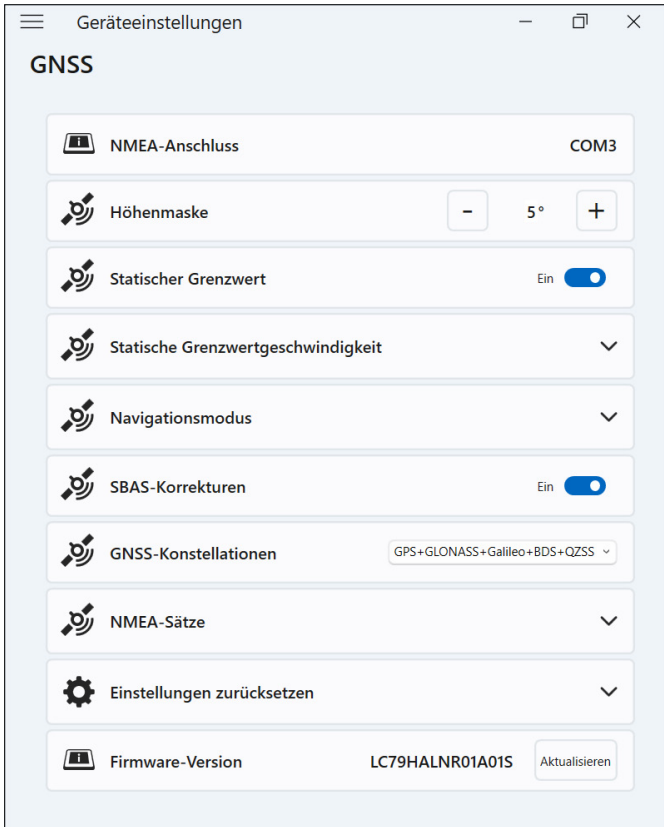 Geräteeinstellungen
GNSS
NMEA-Anschluss COM3
Höhenmaske - 5° +
Statischer Grenzwert Ein
Statische Grenzwertgeschwindigkeit
Navigationsmodus
SBAS-Korrekturen Ein
GNSS-Konstellationen GPS+GLONASS+Galileo+BDS+QZSS
NMEA-Sätze
Einstellungen zurücksetzen
Firmware-Version LC79HALNR01A01S Aktualisieren